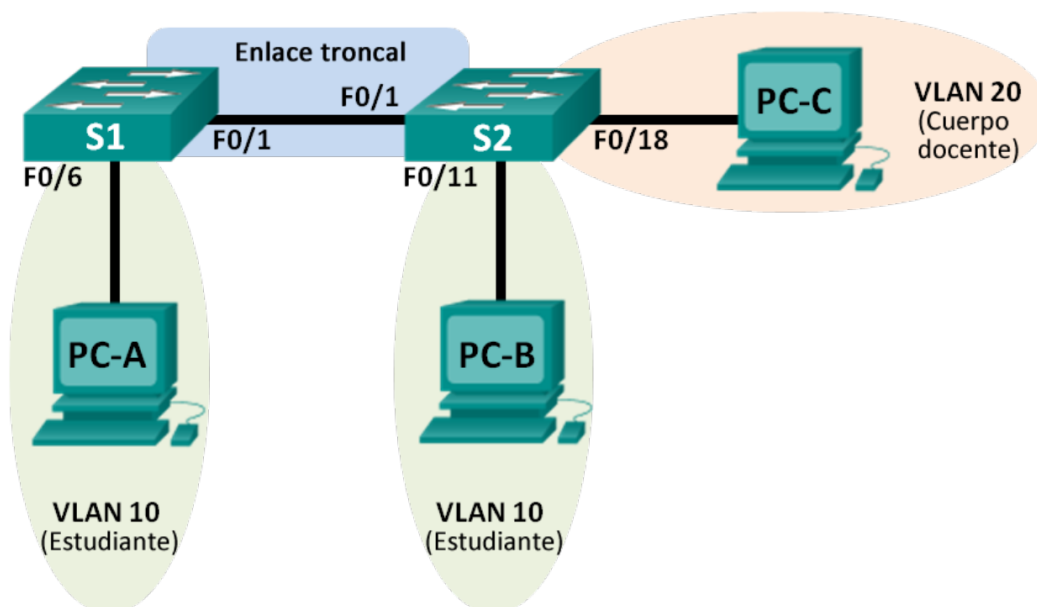 Enlace troncal
F0/1
S1
F0/1
F0/6
S2
F0/11
F0/18
PC-C
VLAN 20
(Cuerpo
docente)
PC-A
VLAN 10
(Estudiante)
PC-B
VLAN 10
(Estudiante)